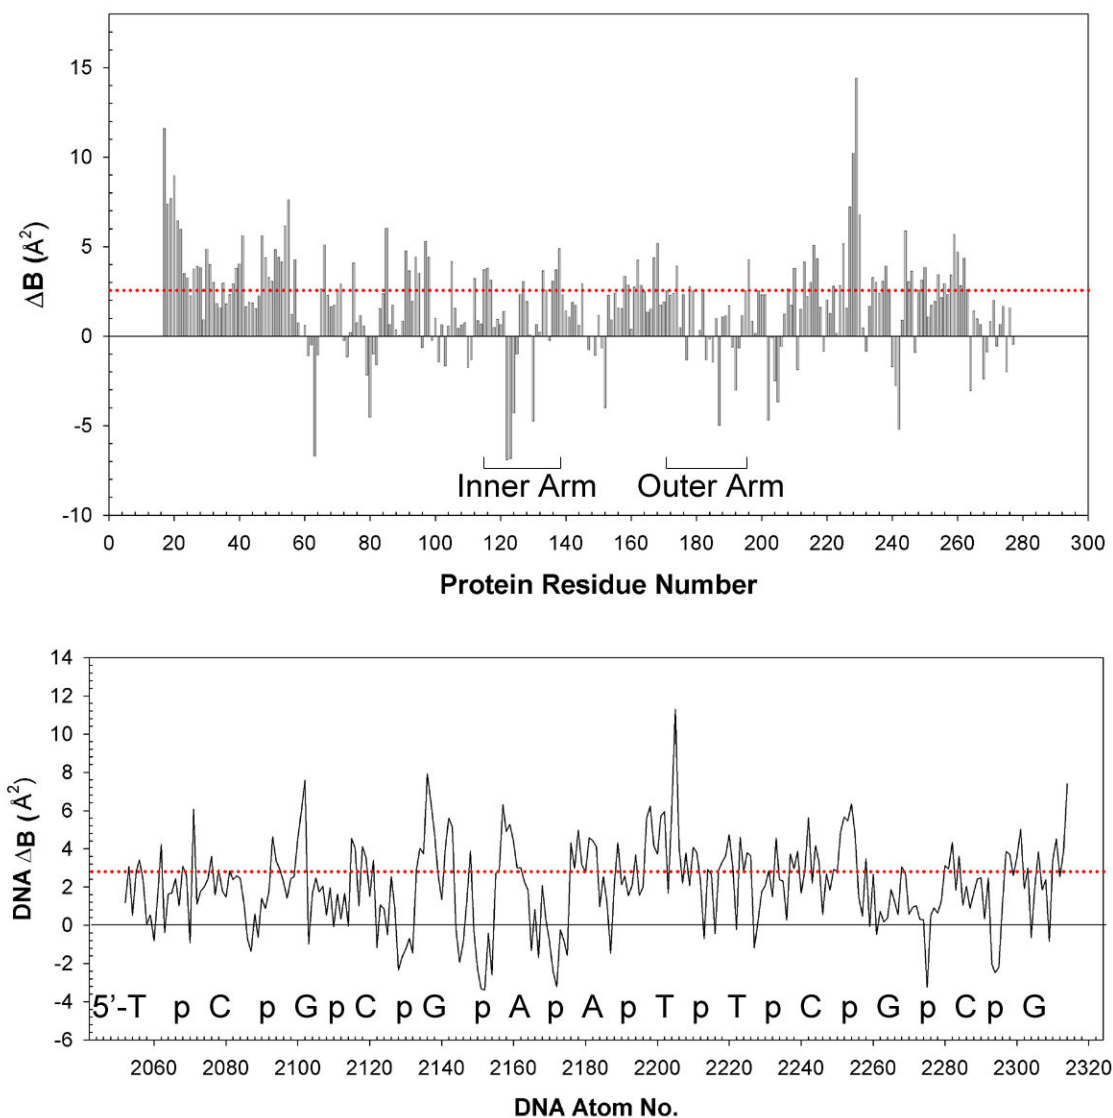 15
10
5
0
-5
-10
ΔB (Å²)
Inner Arm Outer Arm
0 20 40 60 80 100 120 140 160 180 200 220 240 260 280 300
Protein Residue Number
14
12
10
8
6
4
2
0
-2
-4
-6
DNA ΔB (Å²)
5'-T p C p G p C p G p A p A p T p T p C p G p C p G
2060 2080 2100 2120 2140 2160 2180 2200 2220 2240 2260 2280 2300 2320
DNA Atom No.